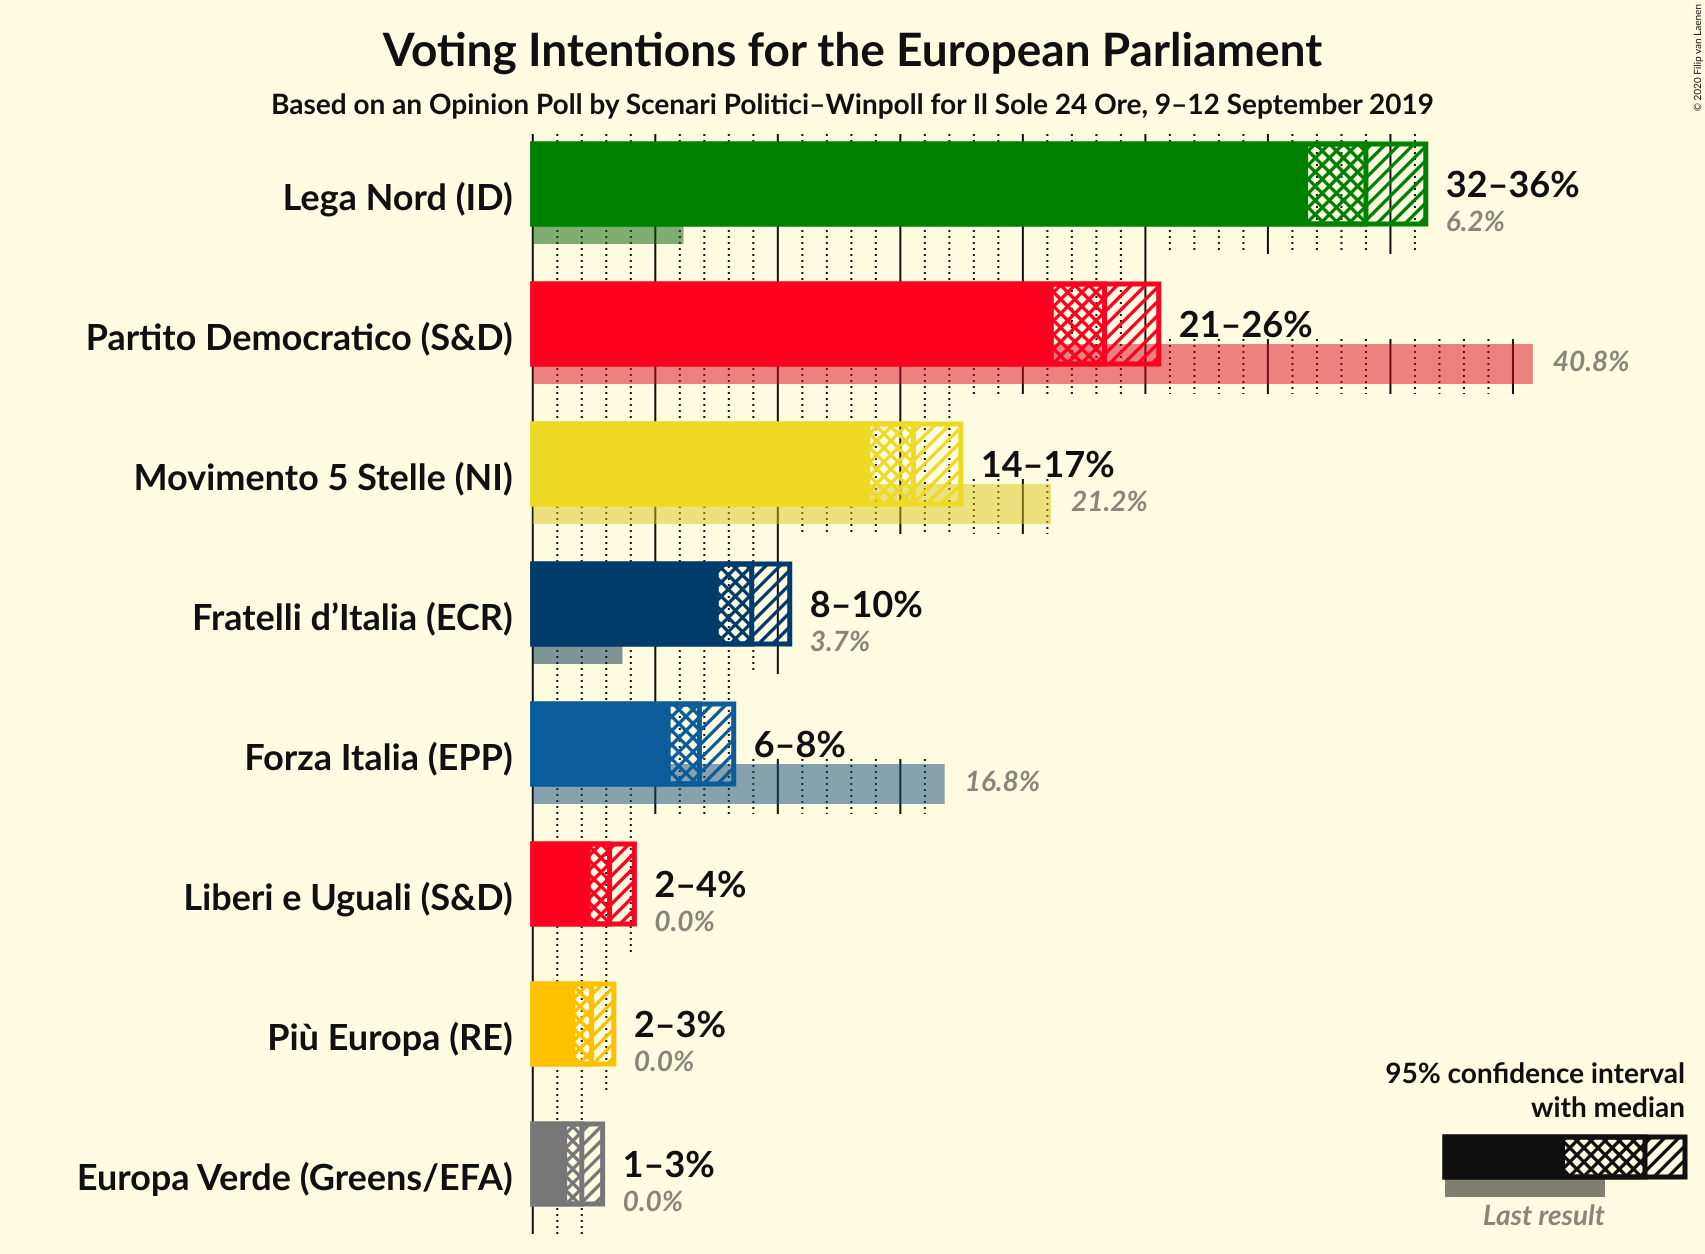 Voting Intentions for the European Parliament
Based on an Opinion Poll by Scenari Politici–Winpoll for Il Sole 24 Ore, 9–12 September 2019
© 2020 Filip van Laenen
Lega Nord (ID)
32–36%
6.2%
Partito Democratico (S&D)
21–26%
40.8%
Movimento 5 Stelle (NI)
14–17%
21.2%
Fratelli d’Italia (ECR)
8–10%
3.7%
Forza Italia (EPP)
6–8%
16.8%
Liberi e Uguali (S&D)
2–4%
0.0%
Più Europa (RE)
2–3%
0.0%
Europa Verde (Greens/EFA)
1–3%
0.0%
95% confidence interval
with median
Last result